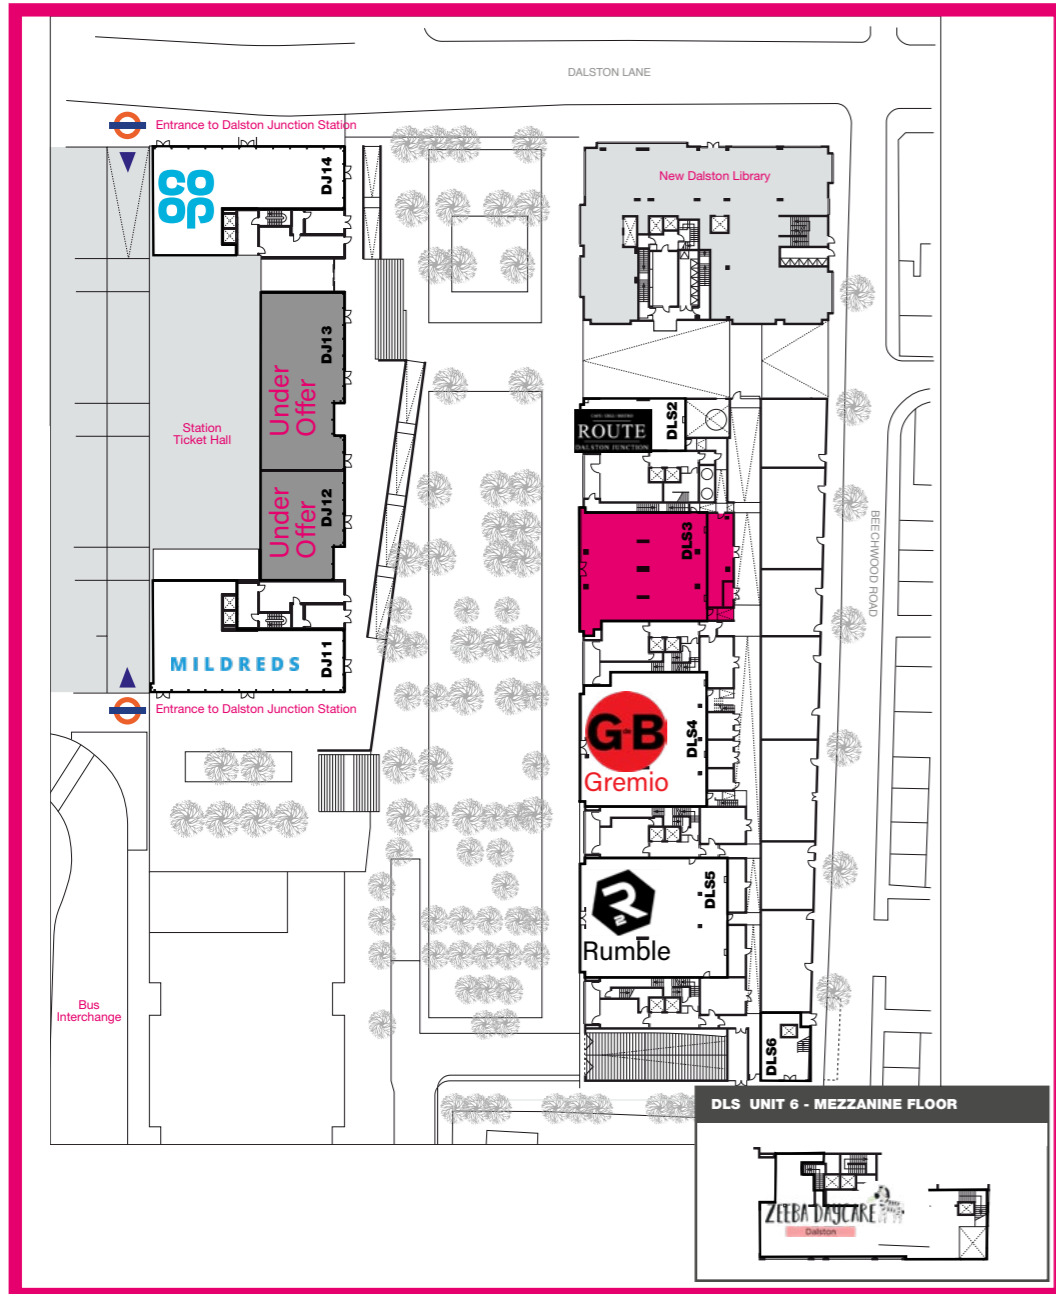 DALSTON LANE
Entrance to Dalston Junction Station
CO
OP
DJ14
New Dalston Library
DJ13
Under
Offer
Station
Ticket Hall
DJ12
Under
Offer
ROUTE
DALSTON JUNCTION
DLS2
DLS3
BEECHWOOD ROAD
MILDREDS
DJ11
Entrance to Dalston Junction Station
G de B
Gremio
DLS4
R2
Rumble
DLS5
Bus
Interchange
DLS6
DLS UNIT 6 - MEZZANINE FLOOR
ZEEBA DAYCARE
Dalston